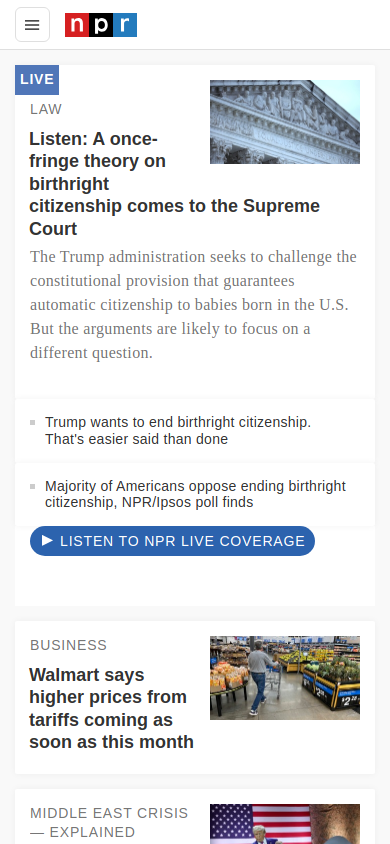 npr
LIVE
LAW
Listen: A once-
fringe theory on
birthright
citizenship comes to the Supreme
Court
The Trump administration seeks to challenge the
constitutional provision that guarantees
automatic citizenship to babies born in the U.S.
But the arguments are likely to focus on a
different question.
Trump wants to end birthright citizenship.
That's easier said than done
Majority of Americans oppose ending birthright
citizenship, NPR/Ipsos poll finds
LISTEN TO NPR LIVE COVERAGE
BUSINESS
Walmart says
higher prices from
tariffs coming as
soon as this month
MIDDLE EAST CRISIS
— EXPLAINED